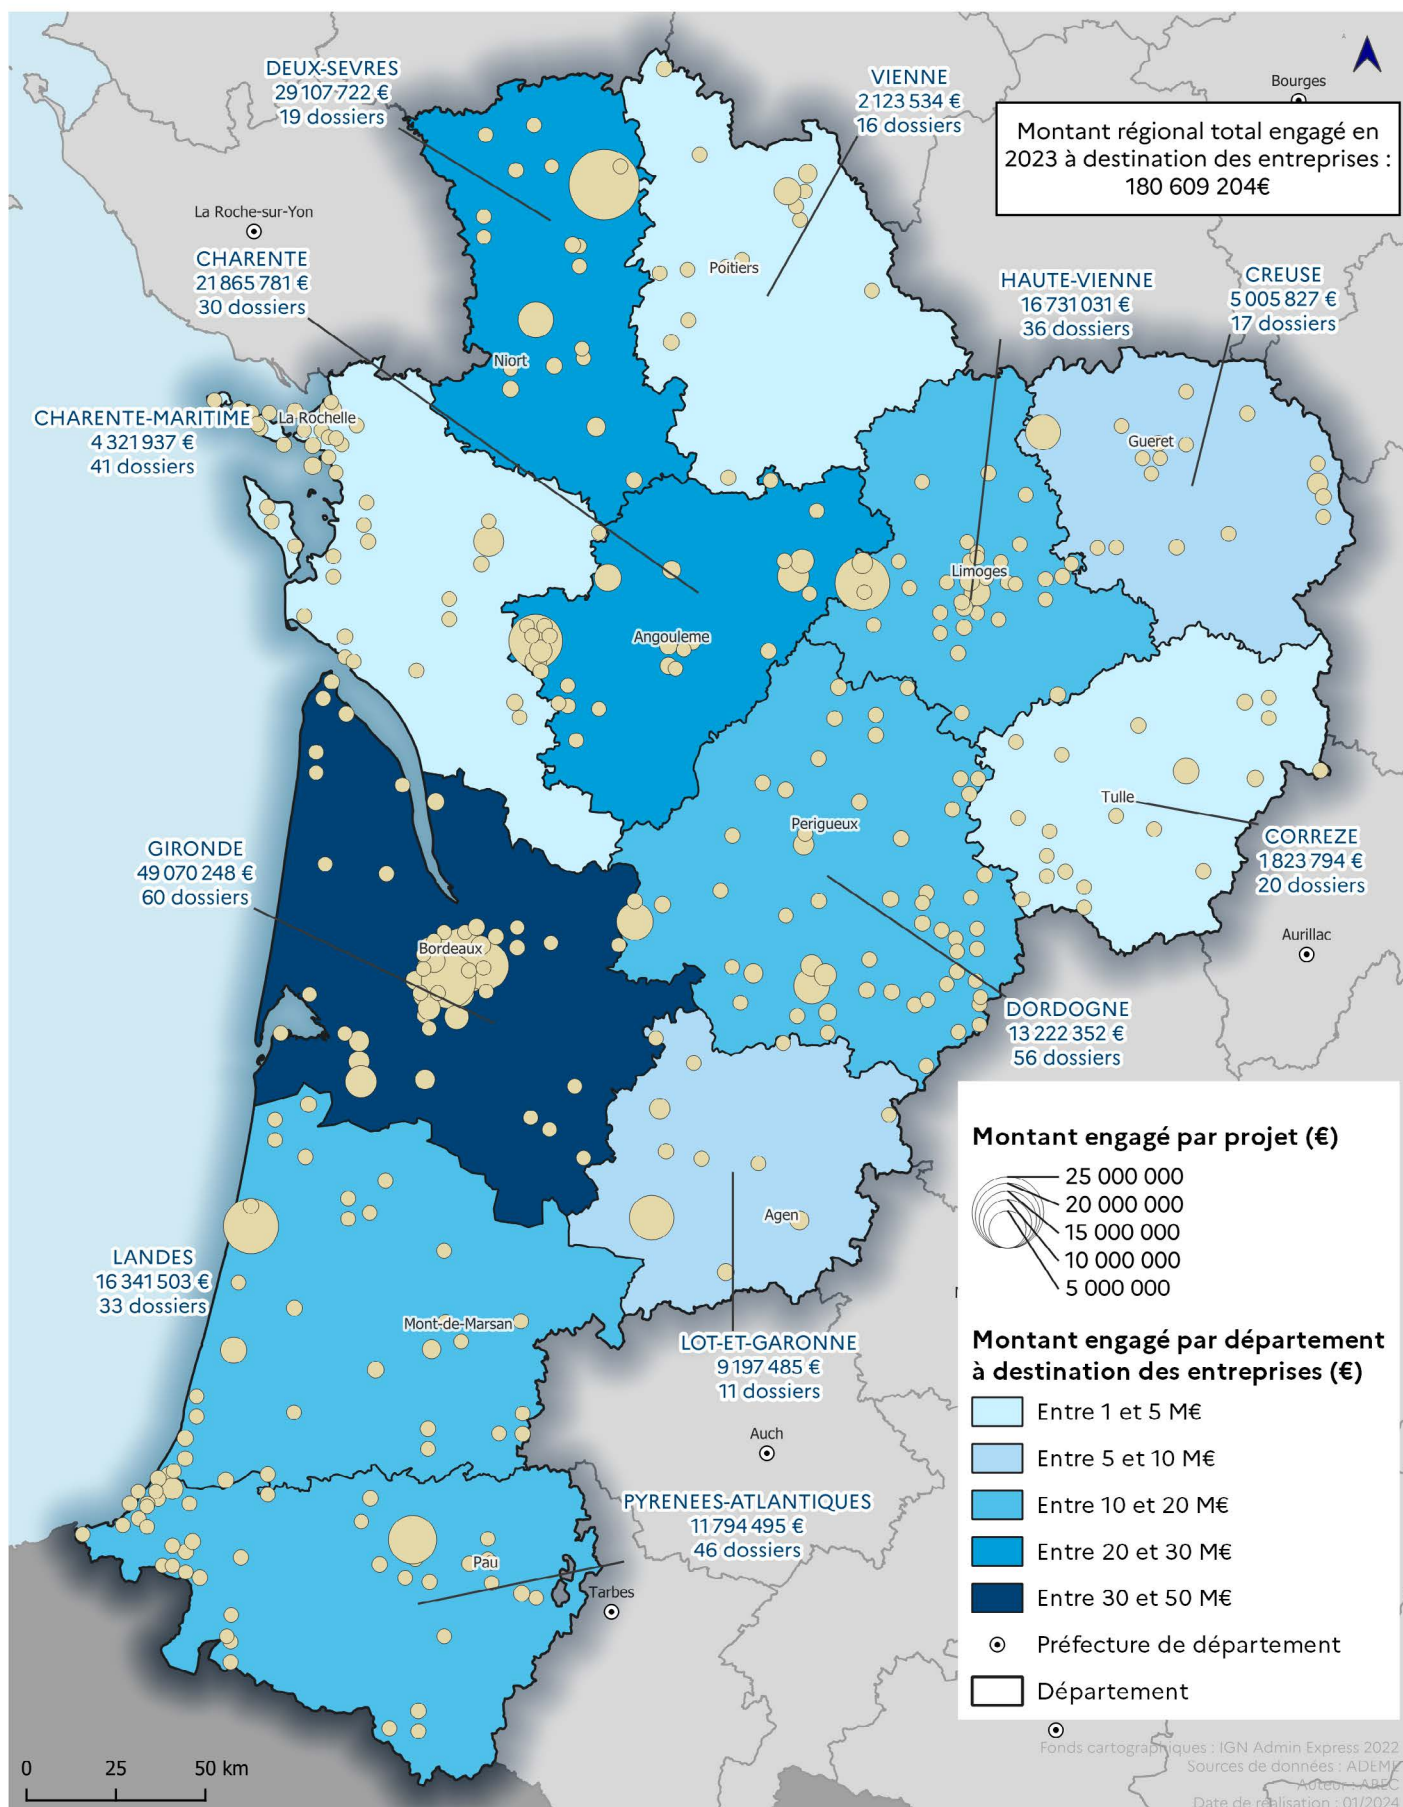 DEUX-SEVRES
29 107 722 €
19 dossiers
VIENNE
2 123 534 €
16 dossiers
Bourges
Montant régional total engagé en
2023 à destination des entreprises :
180 609 204€
La Roche-sur-Yon
CHARENTE
21 865 781 €
30 dossiers
Poitiers
HAUTE-VIENNE
16 731 031 €
36 dossiers
CREUSE
5 005 827 €
17 dossiers
Niort
CHARENTE-MARITIME
4 321 937 €
41 dossiers
La Rochelle
Gueret
Limoges
Angouleme
Tulle
Perigueux
CORREZE
1 823 794 €
20 dossiers
GIRONDE
49 070 248 €
60 dossiers
Bordeaux
Aurillac
DORDOGNE
13 222 352 €
56 dossiers
Agen
LANDES
16 341 503 €
33 dossiers
Mont-de-Marsan
LOT-ET-GARONNE
9 197 485 €
11 dossiers
Auch
PYRENEES-ATLANTIQUES
11 794 495 €
46 dossiers
Pau
Tarbes
Montant engagé par projet (€)
25 000 000
20 000 000
15 000 000
10 000 000
5 000 000
Montant engagé par département
à destination des entreprises (€)
Entre 1 et 5 M€
Entre 5 et 10 M€
Entre 10 et 20 M€
Entre 20 et 30 M€
Entre 30 et 50 M€
Préfecture de département
Département
0 25 50 km
Fonds cartographiques : IGN Admin Express 2022
Sources de données : ADEME
Auteur : AREC
Date de réalisation : 01/2024